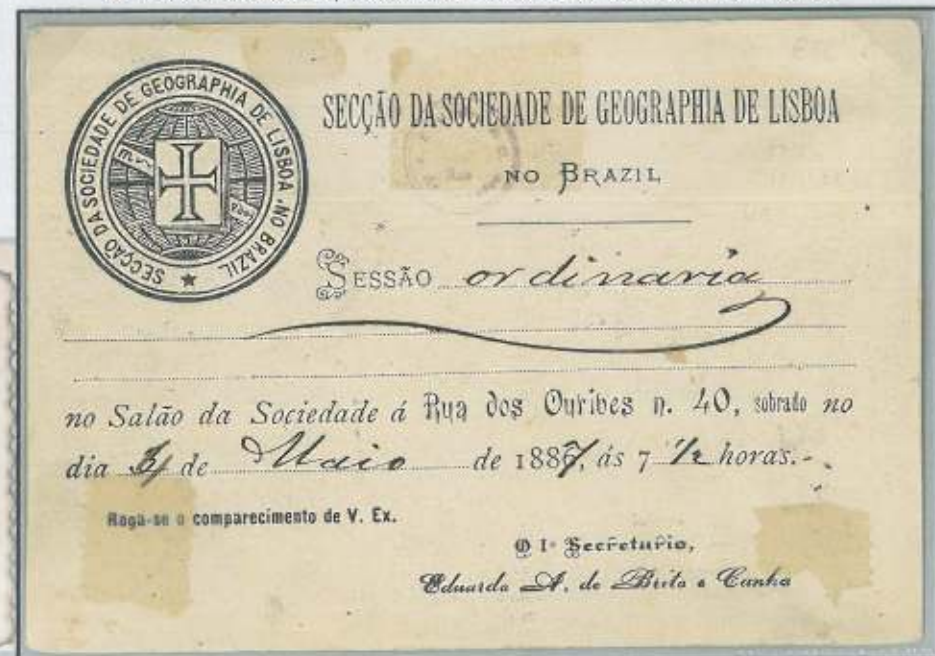 SECÇÃO DA SOCIEDADE DE GEOGRAPHIA DE LISBOA NO BRAZIL
SECÇÃO DA SOCIEDADE DE GEOGRAPHIA DE LISBOA
NO BRAZIL
SESSÃO ordinaria
no Salão da Sociedade á Rua dos Ourives n. 40, sobrado no
dia de Maio de 1887, ás 7 1/2 horas.
Roga-se o comparecimento de V. Ex.
O 1º Secretario,
Eduardo A. de Brito e Cunha